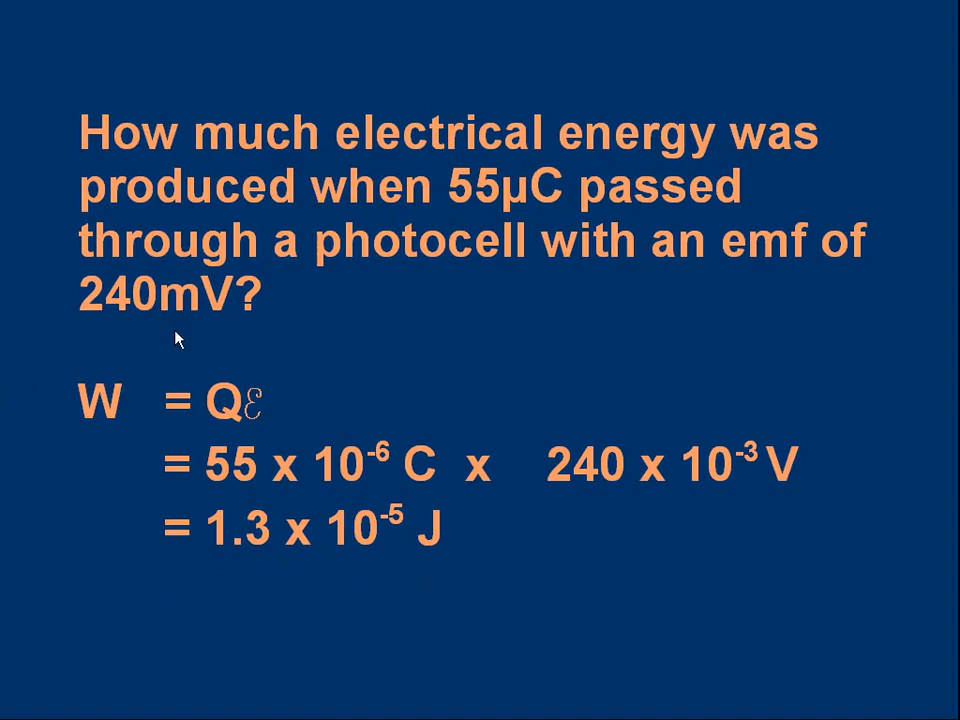 How much electrical energy was
produced when 55µC passed
through a photocell with an emf of
240mV?
W = Qℰ
= 55 x 10⁻⁶ C x 240 x 10⁻³ V
= 1.3 x 10⁻⁵ J